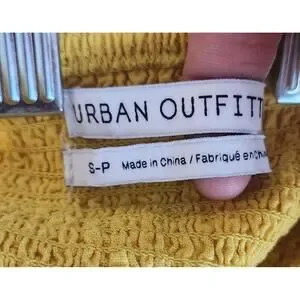 URBAN OUTFITT
S-P Made in China / Fabriqué en